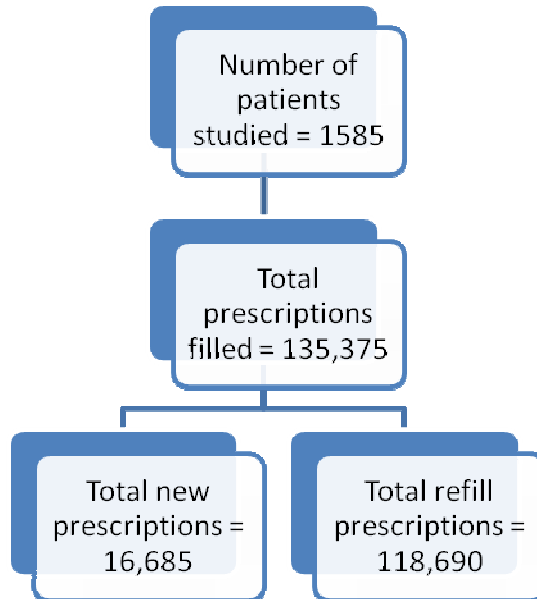 Number of
patients
studied = 1585
Total
prescriptions
filled = 135,375
Total new
prescriptions =
16,685
Total refill
prescriptions =
118,690